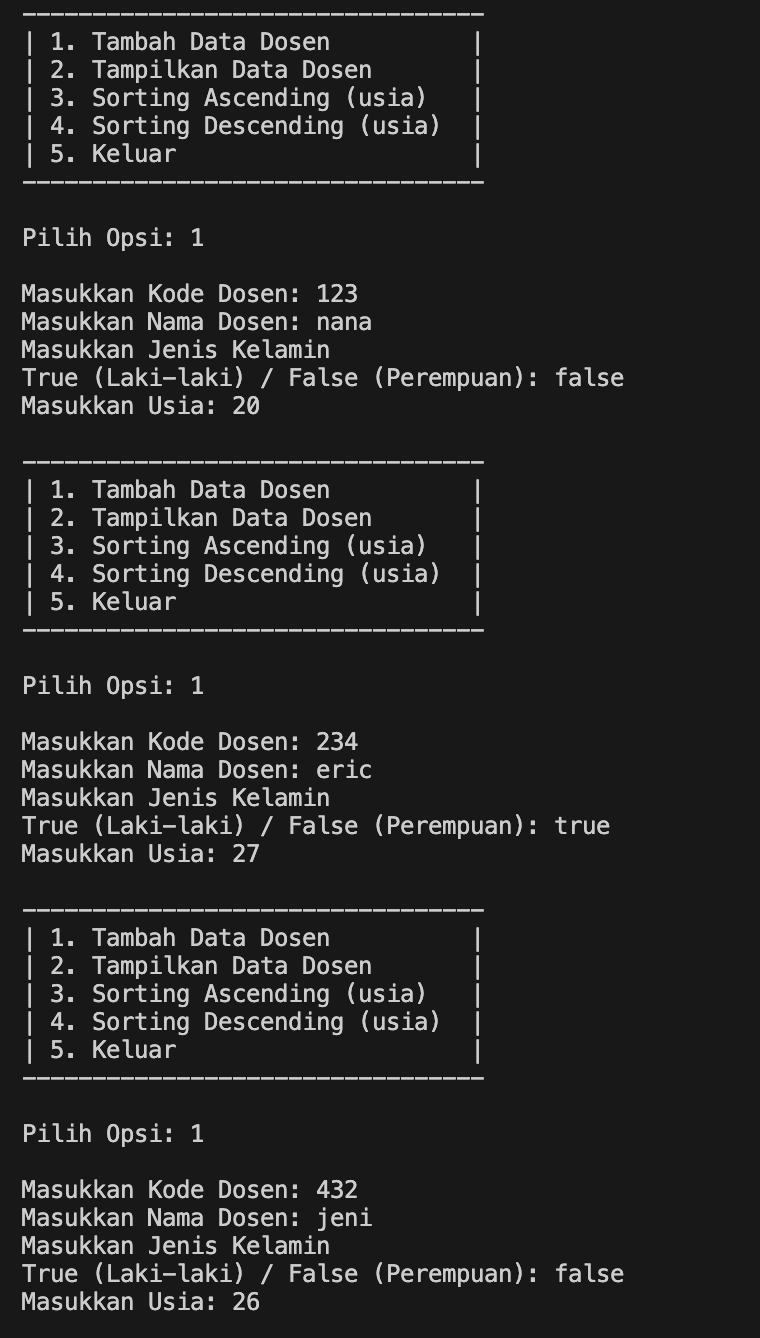 ---------------------------------
| 1. Tambah Data Dosen          |
| 2. Tampilkan Data Dosen       |
| 3. Sorting Ascending (usia)   |
| 4. Sorting Descending (usia)  |
| 5. Keluar                     |
---------------------------------
Pilih Opsi: 1
Masukkan Kode Dosen: 123
Masukkan Nama Dosen: nana
Masukkan Jenis Kelamin
True (Laki-laki) / False (Perempuan): false
Masukkan Usia: 20
---------------------------------
| 1. Tambah Data Dosen          |
| 2. Tampilkan Data Dosen       |
| 3. Sorting Ascending (usia)   |
| 4. Sorting Descending (usia)  |
| 5. Keluar                     |
---------------------------------
Pilih Opsi: 1
Masukkan Kode Dosen: 234
Masukkan Nama Dosen: eric
Masukkan Jenis Kelamin
True (Laki-laki) / False (Perempuan): true
Masukkan Usia: 27
---------------------------------
| 1. Tambah Data Dosen          |
| 2. Tampilkan Data Dosen       |
| 3. Sorting Ascending (usia)   |
| 4. Sorting Descending (usia)  |
| 5. Keluar                     |
---------------------------------
Pilih Opsi: 1
Masukkan Kode Dosen: 432
Masukkan Nama Dosen: jeni
Masukkan Jenis Kelamin
True (Laki-laki) / False (Perempuan): false
Masukkan Usia: 26